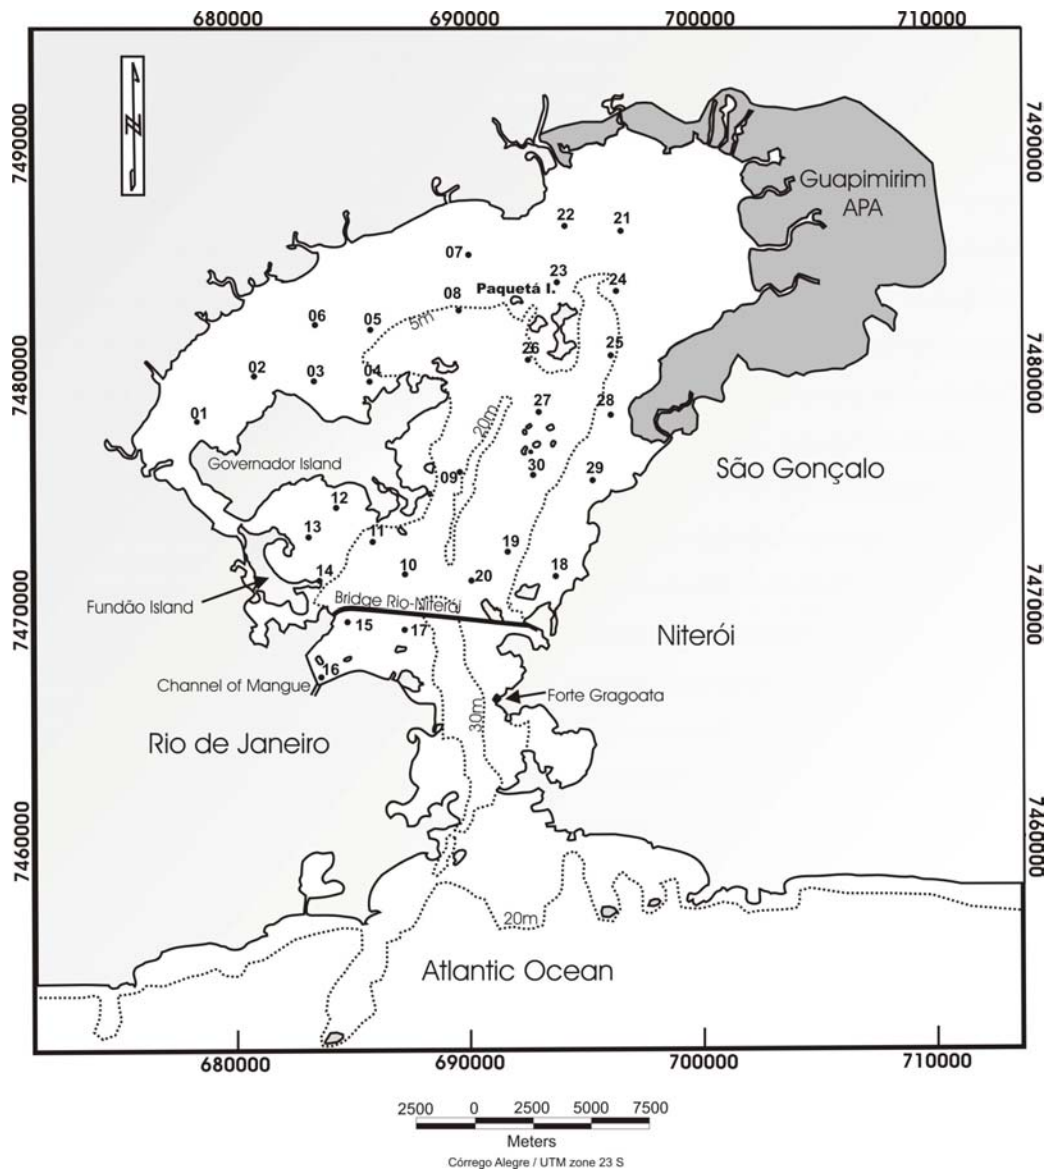 680000 690000 700000 710000
7490000
7490000
Guapimirim
APA
22
21
07
23
24
Paquetá I.
08
5m
06
05
25
26
7480000
7480000
02
03
04
27
28
01
20m
Governador Island
São Gonçalo
09
30
29
12
13
11
19
18
10
14
20
7470000
7470000
Fundão Island
Bridge Rio-Niterói
15
17
Niterói
16
Channel of Mangue
Forte Gragoata
30m
Rio de Janeiro
7460000
7460000
20m
Atlantic Ocean
680000 690000 700000 710000
2500 0 2500 5000 7500
Meters
Córrego Alegre / UTM zone 23 S